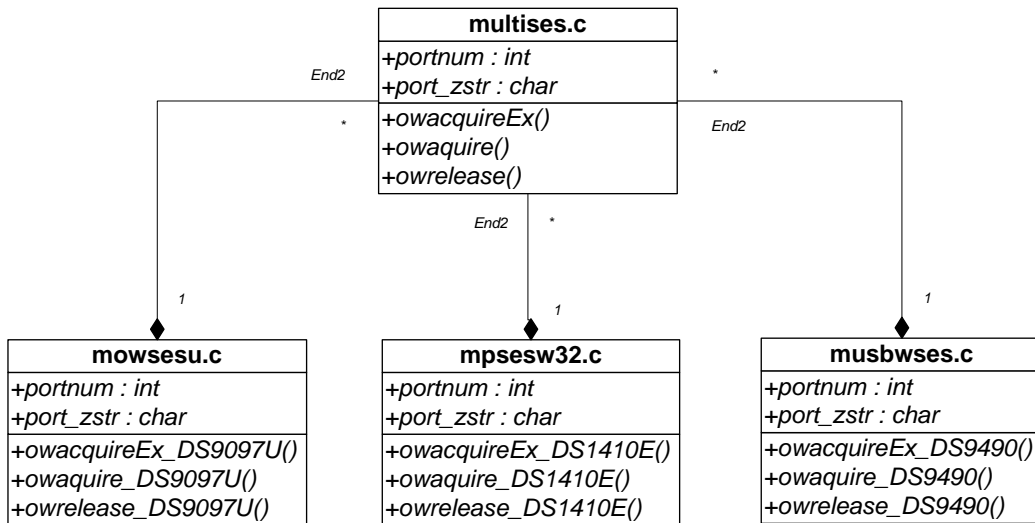 multises.c
+portnum : int
+port_zstr : char
+owacquireEx()
+owaquire()
+owrelease()
End2
*
*
End2
End2
*
1
1
1
mowsesu.c
+portnum : int
+port_zstr : char
+owacquireEx_DS9097U()
+owaquire_DS9097U()
+owrelease_DS9097U()
mpsesw32.c
+portnum : int
+port_zstr : char
+owacquireEx_DS1410E()
+owaquire_DS1410E()
+owrelease_DS1410E()
musbwses.c
+portnum : int
+port_zstr : char
+owacquireEx_DS9490()
+owaquire_DS9490()
+owrelease_DS9490()